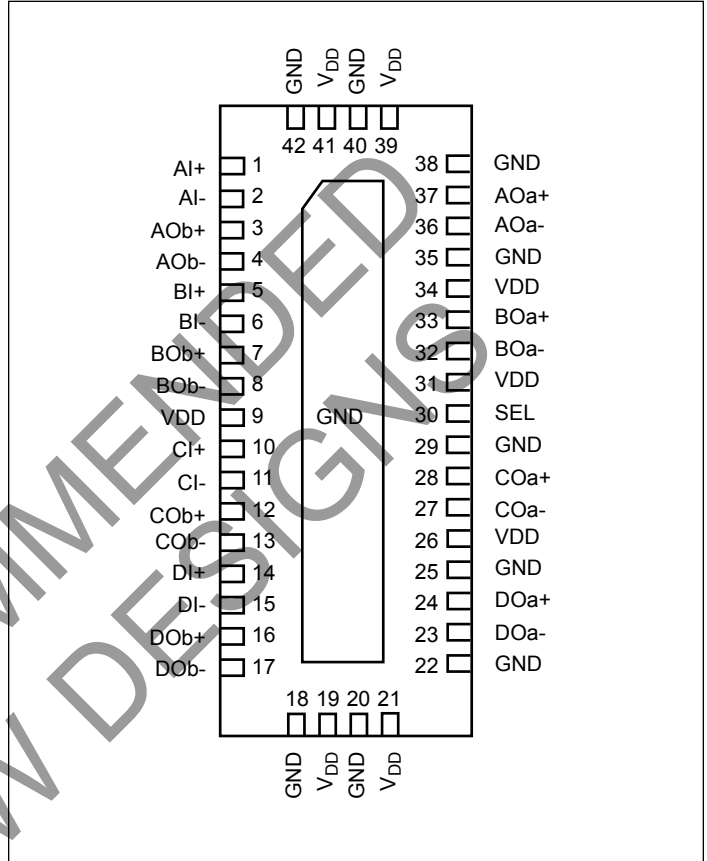 GND VDD GND VDD
42 41 40 39
AI+ 1
AI- 2
AOb+ 3
AOb- 4
BI+ 5
BI- 6
BOb+ 7
BOb- 8
VDD 9
CI+ 10
CI- 11
COb+ 12
COb- 13
DI+ 14
DI- 15
DOb+ 16
DOb- 17
GND
38 GND
37 AOa+
36 AOa-
35 GND
34 VDD
33 BOa+
32 BOa-
31 VDD
30 SEL
29 GND
28 COa+
27 COa-
26 VDD
25 GND
24 DOa+
23 DOa-
22 GND
18 19 20 21
GND VDD GND VDD
MMENDED
W DESIGNS